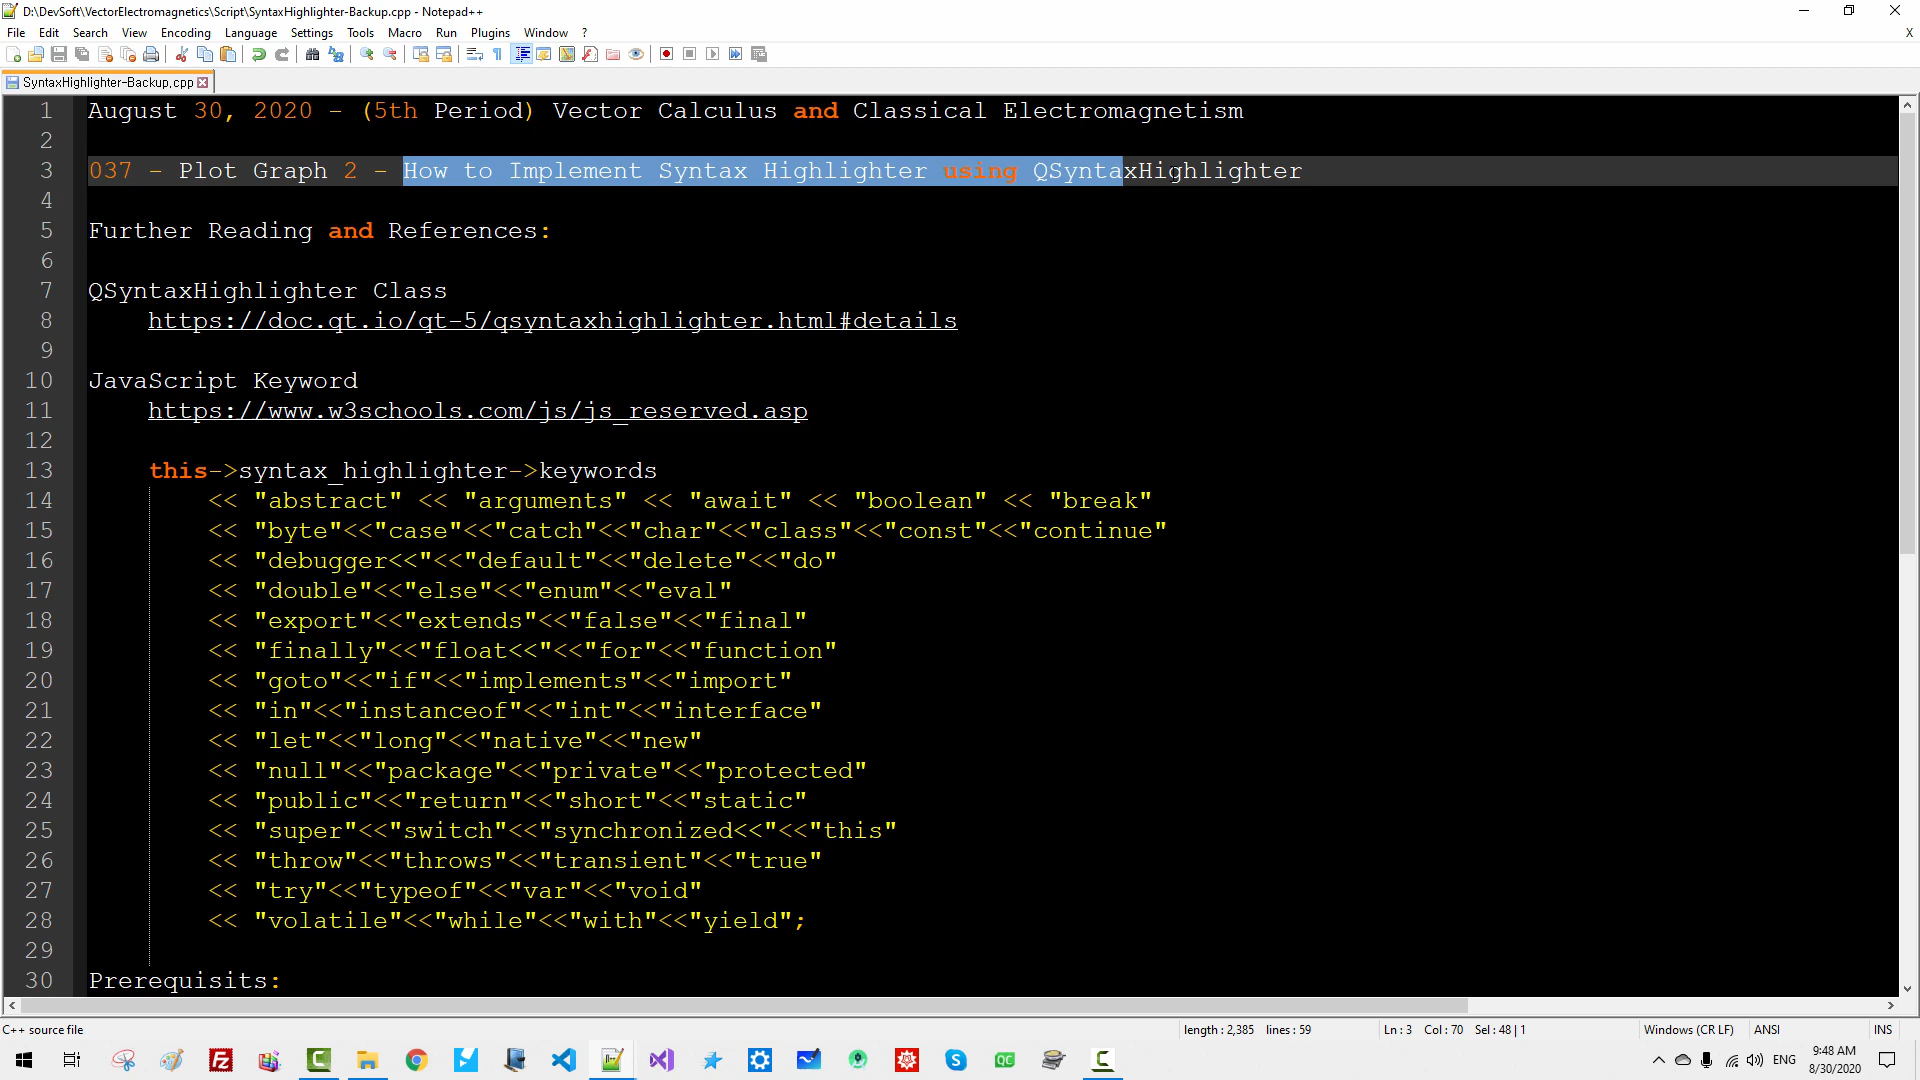 D:\DevSoft\VectorElectromagnetics\Script\SyntaxHighlighter-Backup.cpp - Notepad++
File Edit Search View Encoding Language Settings Tools Macro Run Plugins Window ? X
SyntaxHighlighter-Backup.cpp
1 August 30, 2020 - (5th Period) Vector Calculus and Classical Electromagnetism
2
3 037 - Plot Graph 2 - How to Implement Syntax Highlighter using QSyntaxHighlighter
4
5 Further Reading and References:
6
7 QSyntaxHighlighter Class
8 https://doc.qt.io/qt-5/qsyntaxhighlighter.html#details
9
10 JavaScript Keyword
11 https://www.w3schools.com/js/js_reserved.asp
12
13 this->syntax_highlighter->keywords
14 << "abstract" << "arguments" << "await" << "boolean" << "break"
15 << "byte"<<"case"<<"catch"<<"char"<<"class"<<"const"<<"continue"
16 << "debugger<<"<<"default"<<"delete"<<"do"
17 << "double"<<"else"<<"enum"<<"eval"
18 << "export"<<"extends"<<"false"<<"final"
19 << "finally"<<"float<<"<<"for"<<"function"
20 << "goto"<<"if"<<"implements"<<"import"
21 << "in"<<"instanceof"<<"int"<<"interface"
22 << "let"<<"long"<<"native"<<"new"
23 << "null"<<"package"<<"private"<<"protected"
24 << "public"<<"return"<<"short"<<"static"
25 << "super"<<"switch"<<"synchronized<<"<<"this"
26 << "throw"<<"throws"<<"transient"<<"true"
27 << "try"<<"typeof"<<"var"<<"void"
28 << "volatile"<<"while"<<"with"<<"yield";
29
30 Prerequisits:
C++ source file length : 2,385 lines : 59 Ln : 3 Col : 70 Sel : 48 | 1 Windows (CR LF) ANSI INS
ENG 9:48 AM
8/30/2020